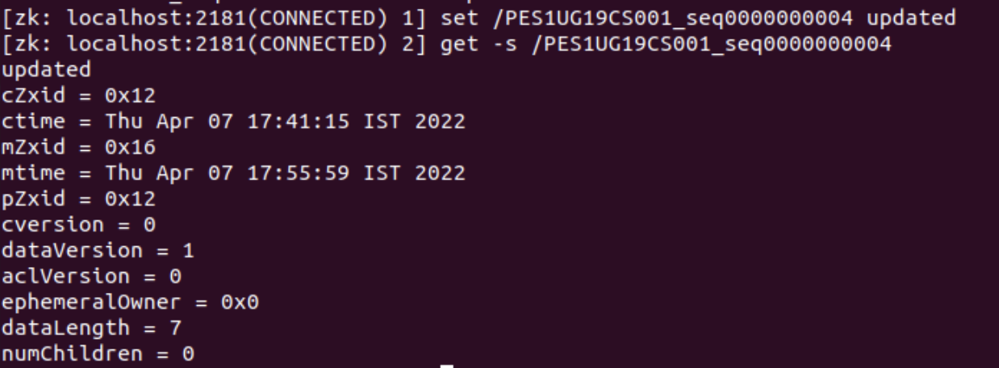 [zk: localhost:2181(CONNECTED) 1] set /PES1UG19CS001_seq0000000004 updated
[zk: localhost:2181(CONNECTED) 2] get -s /PES1UG19CS001_seq0000000004
updated
cZxid = 0x12
ctime = Thu Apr 07 17:41:15 IST 2022
mZxid = 0x16
mtime = Thu Apr 07 17:55:59 IST 2022
pZxid = 0x12
cversion = 0
dataVersion = 1
aclVersion = 0
ephemeralOwner = 0x0
dataLength = 7
numChildren = 0